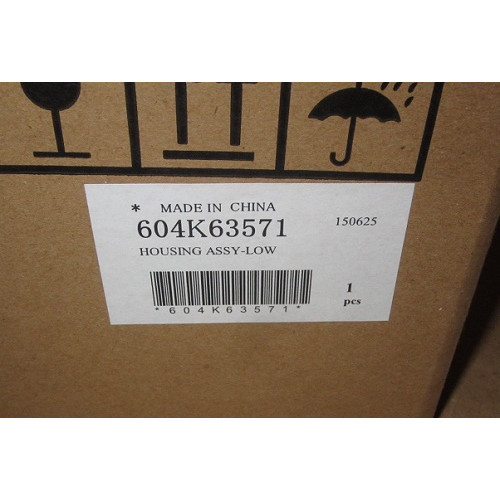 * MADE IN CHINA
604K63571
150625
HOUSING ASSY-LOW
*604K63571*
1
pcs